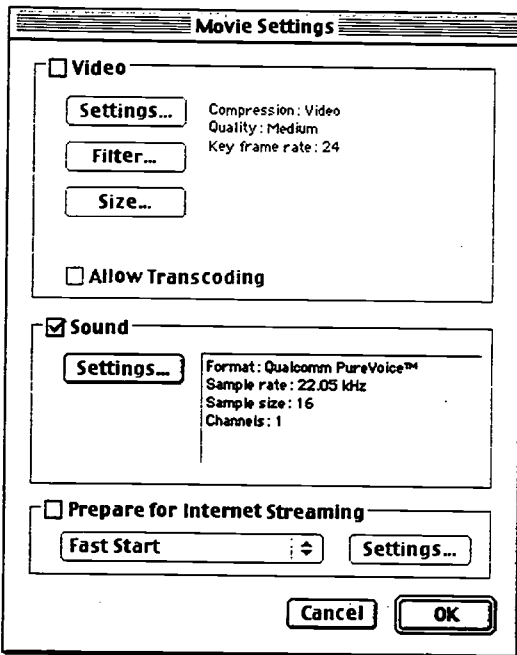 Movie Settings
Video
Settings...
Compression: Video
Quality: Medium
Key frame rate: 24
Filter...
Size...
Allow Transcoding
Sound
Settings...
Format: Qualcomm PureVoice™
Sample rate: 22.05 kHz
Sample size: 16
Channels: 1
Prepare for Internet Streaming
Fast Start
Settings...
Cancel
OK